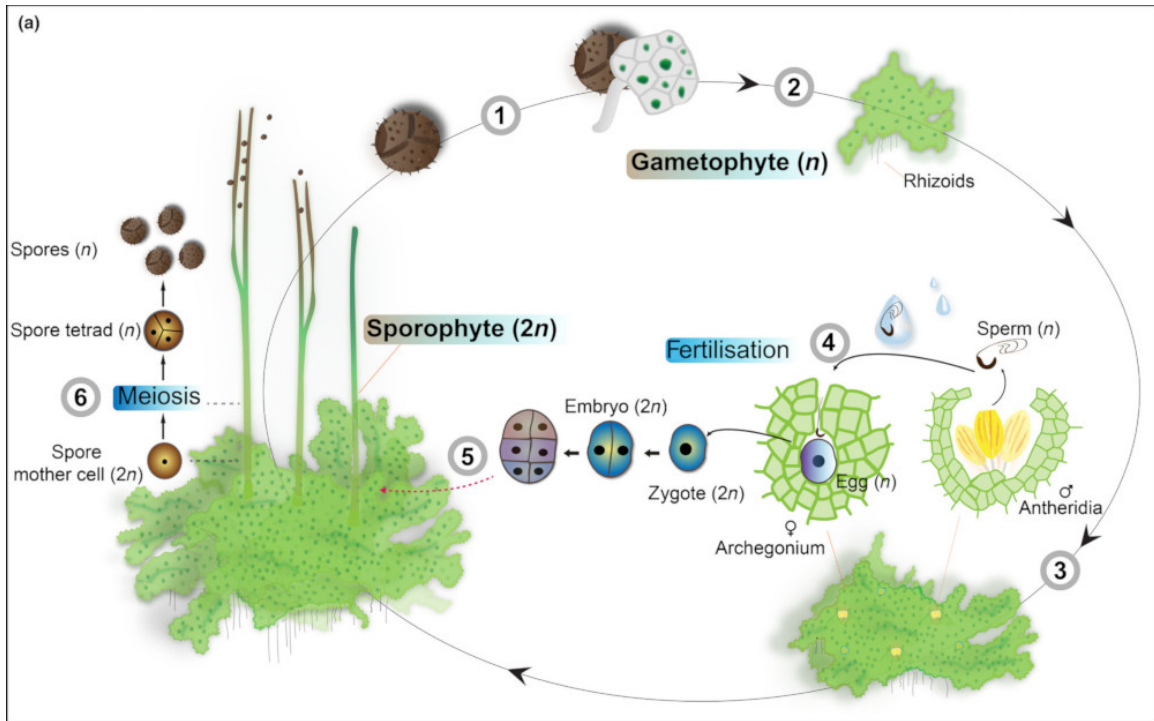 (a)
1
2
Gametophyte (n)
Rhizoids
Spores (n)
Spore tetrad (n)
Sporophyte (2n)
Fertilisation
4
Sperm (n)
6
Meiosis
Embryo (2n)
5
Spore
mother cell (2n)
Zygote (2n)
Egg (n)
♂
Antheridia
♀
Archegonium
3